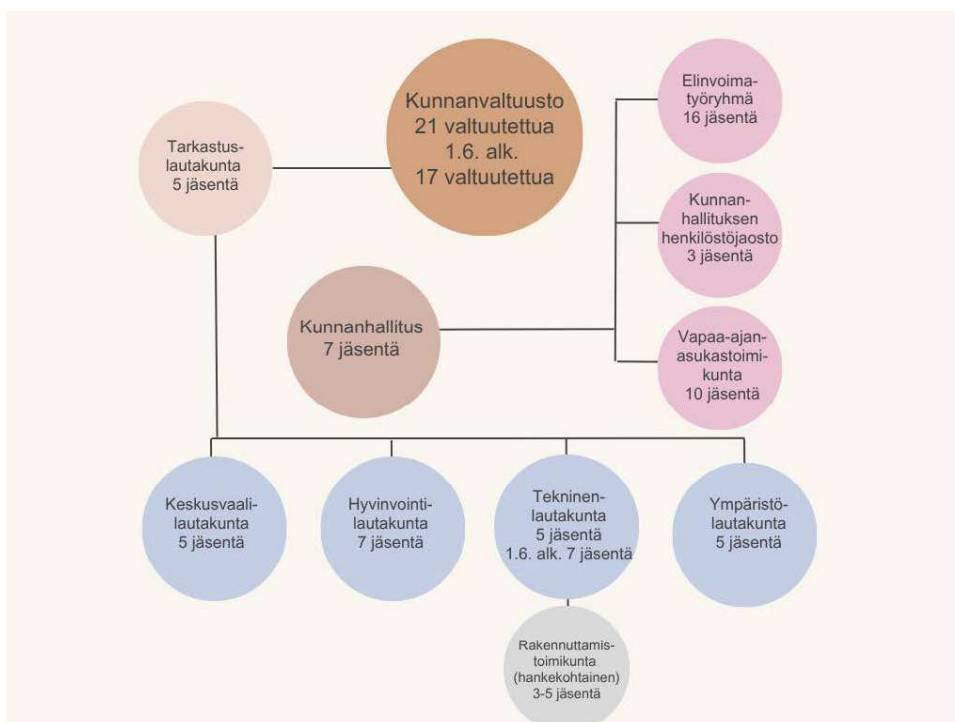 Kunnanvaltuusto
21 valtuutettua
1.6. alk.
17 valtuutettua
Tarkastus-
lautakunta
5 jäsentä
Elinvoima-
työryhmä
16 jäsentä
Kunnan-
hallituksen
henkilöstöjaosto
3 jäsentä
Kunnanhallitus
7 jäsentä
Vapaa-ajan-
asukastoimi-
kunta
10 jäsentä
Keskusvaali-
lautakunta
5 jäsentä
Hyvinvointi-
lautakunta
7 jäsentä
Tekninen-
lautakunta
5 jäsentä
1.6. alk. 7 jäsentä
Ympäristö-
lautakunta
5 jäsentä
Rakennuttamis-
toimikunta
(hankekohtainen)
3-5 jäsentä